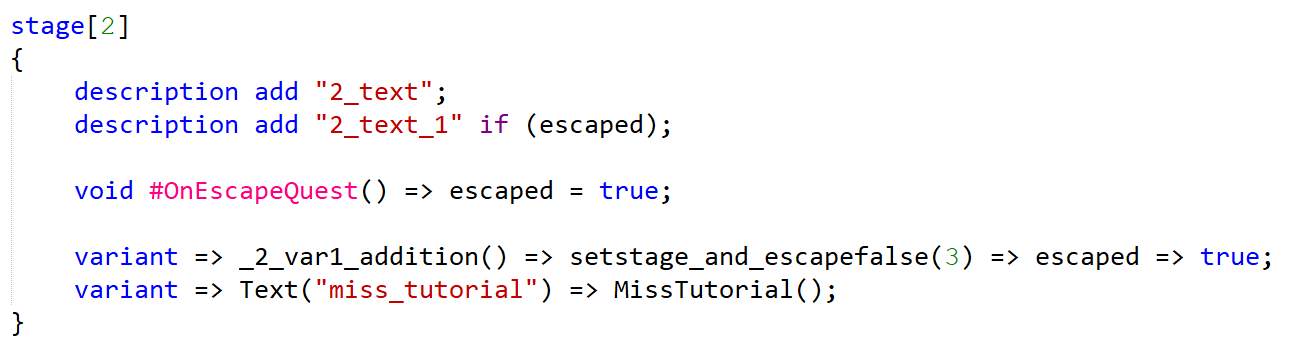 stage[2]
{
    description add "2_text";
    description add "2_text_1" if (escaped);

    void #OnEscapeQuest() => escaped = true;

    variant => _2_var1_addition() => setstage_and_escapefalse(3) => escaped => true;
    variant => Text("miss_tutorial") => MissTutorial();
}